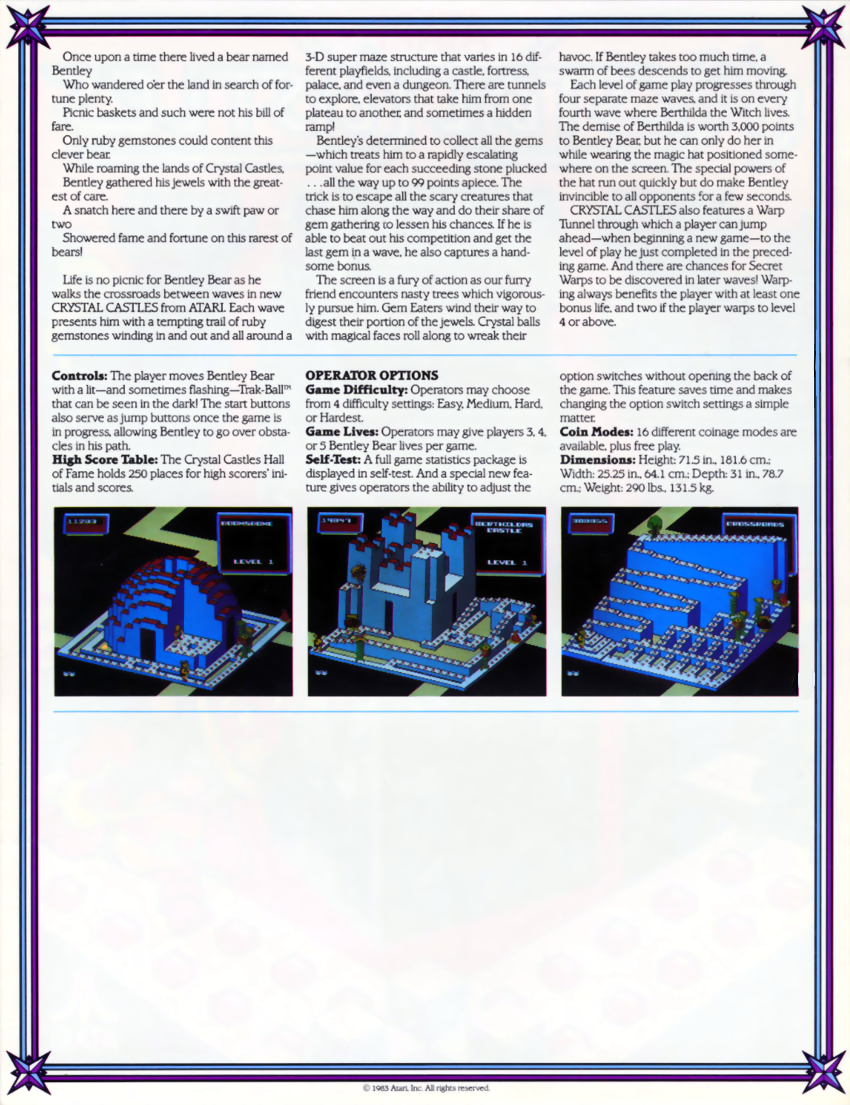 Once upon a time there lived a bear named
Bentley
Who wandered o'er the land in search of for-
tune plenty.
Picnic baskets and such were not his bill of
fare.
Only ruby gemstones could content this
clever bear.
While roaming the lands of Crystal Castles,
Bentley gathered his jewels with the great-
est of care.
A snatch here and there by a swift paw or
two
Showered fame and fortune on this rarest of
bears!
Life is no picnic for Bentley Bear as he
walks the crossroads between waves in new
CRYSTAL CASTLES from ATARI. Each wave
presents him with a tempting trail of ruby
gemstones winding in and out and all around a
3-D super maze structure that varies in 16 dif-
ferent playfields, including a castle, fortress,
palace, and even a dungeon. There are tunnels
to explore, elevators that take him from one
plateau to another, and sometimes a hidden
ramp!
Bentley's determined to collect all the gems
—which treats him to a rapidly escalating
point value for each succeeding stone plucked
. . .all the way up to 99 points apiece. The
trick is to escape all the scary creatures that
chase him along the way and do their share of
gem gathering to lessen his chances. If he is
able to beat out his competition and get the
last gem in a wave, he also captures a hand-
some bonus.
The screen is a fury of action as our furry
friend encounters nasty trees which vigorous-
ly pursue him. Gem Eaters wind their way to
digest their portion of the jewels. Crystal balls
with magical faces roll along to wreak their
havoc. If Bentley takes too much time, a
swarm of bees descends to get him moving.
Each level of game play progresses through
four separate maze waves, and it is on every
fourth wave where Berthilda the Witch lives.
The demise of Berthilda is worth 3,000 points
to Bentley Bear, but he can only do her in
while wearing the magic hat positioned some-
where on the screen. The special powers of
the hat run out quickly but do make Bentley
invincible to all opponents for a few seconds.
CRYSTAL CASTLES also features a Warp
Tunnel through which a player can jump
ahead—when beginning a new game—to the
level of play he just completed in the preced-
ing game. And there are chances for Secret
Warps to be discovered in later waves! Warp-
ing always benefits the player with at least one
bonus life, and two if the player warps to level
4 or above.
Controls: The player moves Bentley Bear
with a lit—and sometimes flashing—Trak-Ball™
that can be seen in the dark! The start buttons
also serve as jump buttons once the game is
in progress, allowing Bentley to go over obsta-
cles in his path.
High Score Table: The Crystal Castles Hall
of Fame holds 250 places for high scorers' ini-
tials and scores.
OPERATOR OPTIONS
Game Difficulty: Operators may choose
from 4 difficulty settings: Easy, Medium, Hard,
or Hardest.
Game Lives: Operators may give players 3, 4,
or 5 Bentley Bear lives per game.
Self-Test: A full game statistics package is
displayed in self-test. And a special new fea-
ture gives operators the ability to adjust the
option switches without opening the back of
the game. This feature saves time and makes
changing the option switch settings a simple
matter.
Coin Modes: 16 different coinage modes are
available, plus free play.
Dimensions: Height: 71.5 in., 181.6 cm.;
Width: 25.25 in., 64.1 cm.; Depth: 31 in., 78.7
cm.; Weight: 290 lbs., 131.5 kg.
DOOMSDOME
LEVEL 1
BERTHILDAS
CASTLE
LEVEL 1
CROSSROADS
© 1983 Atari, Inc. All rights reserved.